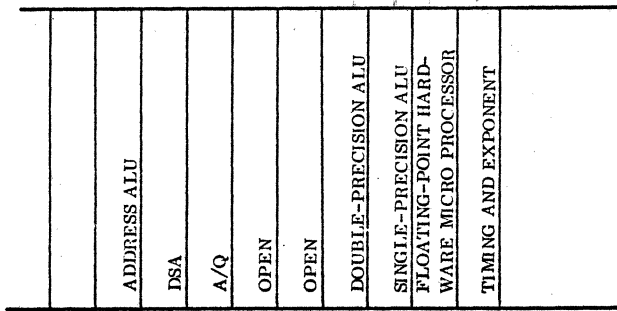 ADDRESS ALU
DSA
A/Q
OPEN
OPEN
DOUBLE-PRECISION ALU
SINGLE-PRECISION ALU
FLOATING-POINT HARD-
WARE MICRO PROCESSOR
TIMING AND EXPONENT